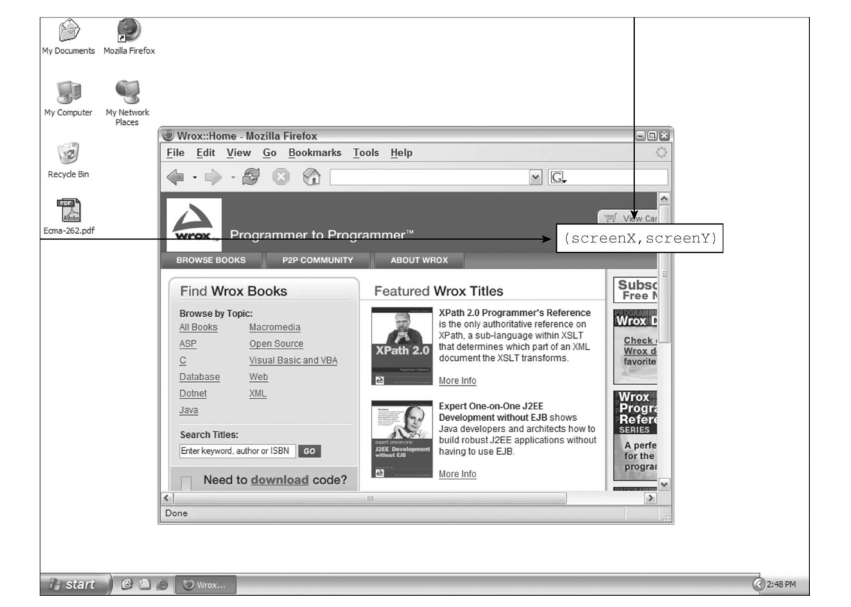 My Documents
Mozilla Firefox
My Computer
My Network
Places
Recycle Bin
Ecma-262.pdf
Wrox::Home - Mozilla Firefox
File Edit View Go Bookmarks Tools Help
G
View Car
wrox
Programmer to Programmer™
(screenX,screenY)
BROWSE BOOKS P2P COMMUNITY ABOUT WROX
Find Wrox Books
Browse by Topic:
All Books Macromedia
ASP Open Source
C Visual Basic and VBA
Database Web
Dotnet XML
Java
Search Titles:
Enter keyword, author or ISBN GO
Need to download code?
Featured Wrox Titles
XPath 2.0
XPath 2.0 Programmer's Reference
is the only authoritative reference on
XPath, a sub-language within XSLT
that determines which part of an XML
document the XSLT transforms.
More Info
J2EE Development
without EJB
Expert One-on-One J2EE
Development without EJB shows
Java developers and architects how to
build robust J2EE applications without
having to use EJB.
More Info
Subsc
Free N
Wrox D
Check
Wrox d
favorite
Wrox
Progra
Refere
SERIES
A perfe
for the
progra
Done
start
Wrox...
2:48 PM